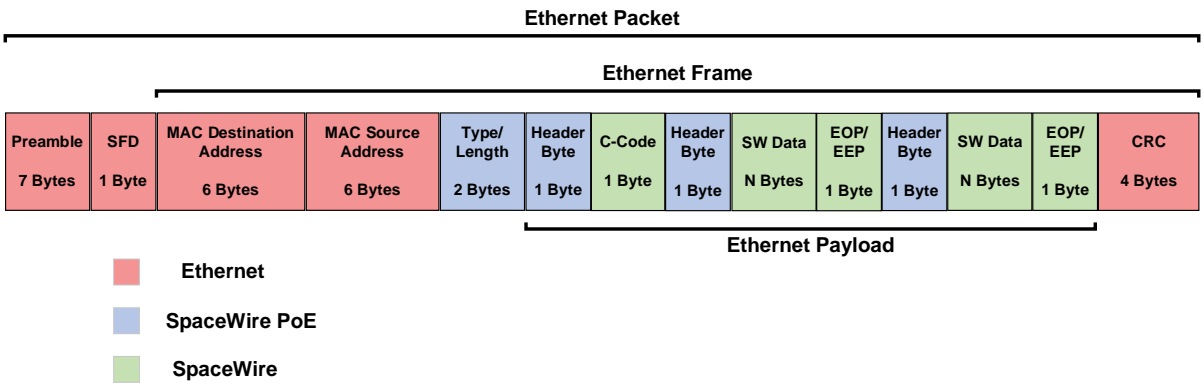 Ethernet Packet
Ethernet Frame
Preamble
7 Bytes
SFD
1 Byte
MAC Destination
Address
6 Bytes
MAC Source
Address
6 Bytes
Type/
Length
2 Bytes
Header
Byte
1 Byte
C-Code
1 Byte
Header
Byte
1 Byte
SW Data
N Bytes
EOP/
EEP
1 Byte
Header
Byte
1 Byte
SW Data
N Bytes
EOP/
EEP
1 Byte
CRC
4 Bytes
Ethernet Payload
Ethernet
SpaceWire PoE
SpaceWire